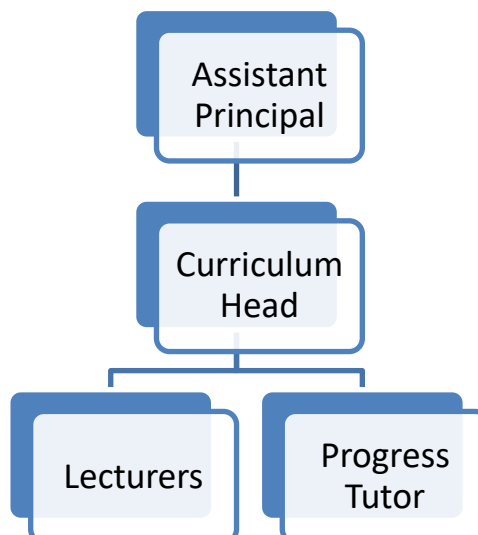 Assistant
Principal
Curriculum
Head
Lecturers
Progress
Tutor